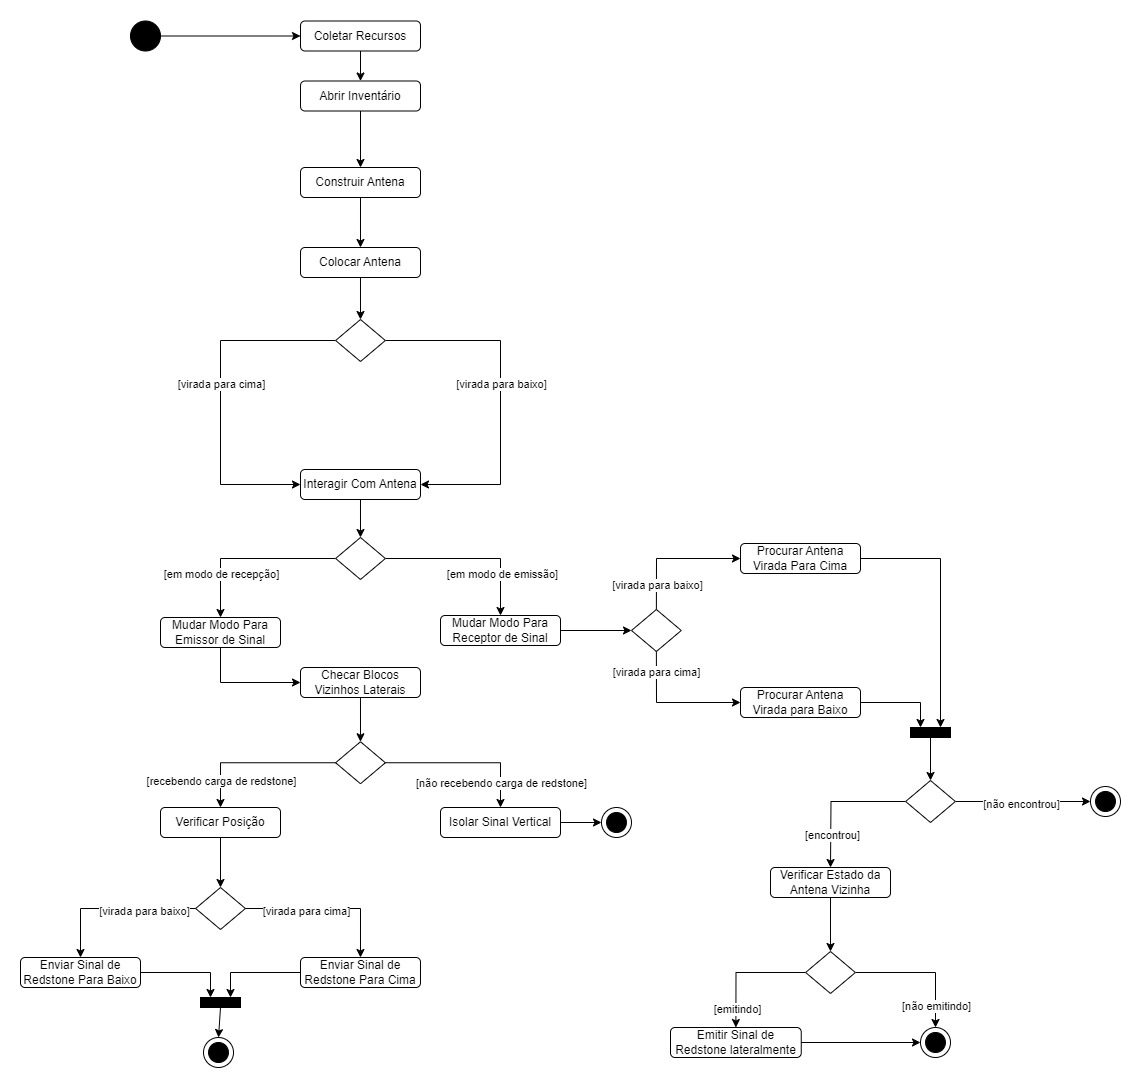 Coletar Recursos
Abrir Inventário
Construir Antena
Colocar Antena
[virada para cima]
[virada para baixo]
Interagir Com Antena
[em modo de recepção]
[em modo de emissão]
Mudar Modo Para
Emissor de Sinal
Mudar Modo Para
Receptor de Sinal
[virada para baixo]
[virada para cima]
Procurar Antena
Virada Para Cima
Procurar Antena
Virada para Baixo
Checar Blocos
Vizinhos Laterais
[recebendo carga de redstone]
[não recebendo carga de redstone]
Verificar Posição
Isolar Sinal Vertical
[virada para baixo]
[virada para cima]
Enviar Sinal de
Redstone Para Baixo
Enviar Sinal de
Redstone Para Cima
[não encontrou]
[encontrou]
Verificar Estado da
Antena Vizinha
[emitindo]
[não emitindo]
Emitir Sinal de
Redstone lateralmente